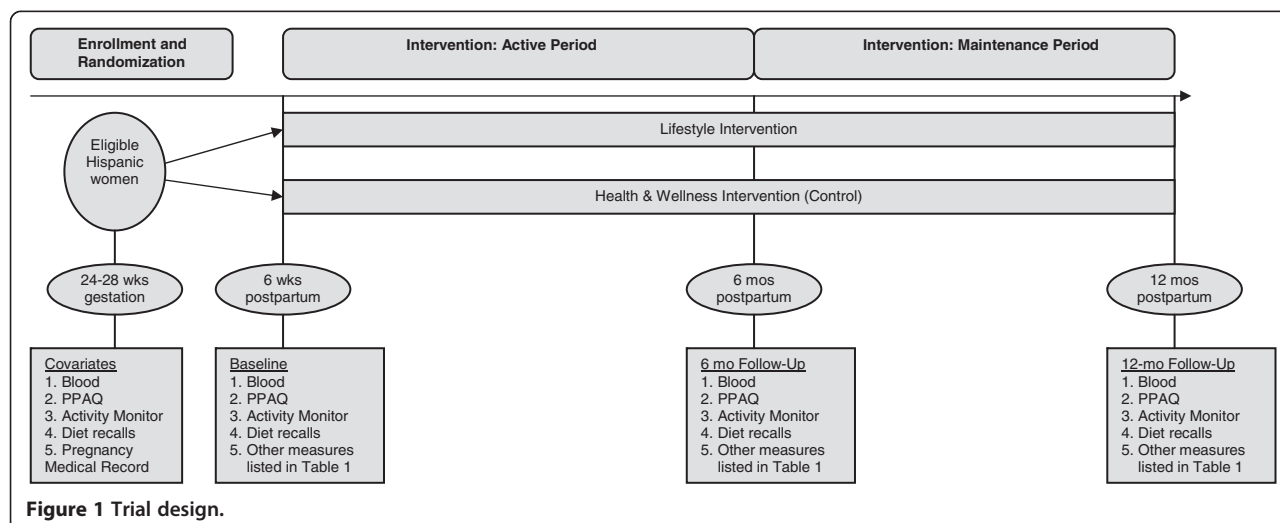 Enrollment and
Randomization
Intervention: Active Period
Intervention: Maintenance Period
Eligible
Hispanic
women
Lifestyle Intervention
Health & Wellness Intervention (Control)
24-28 wks
gestation
6 wks
postpartum
6 mos
postpartum
12 mos
postpartum
Covariates
1. Blood
2. PPAQ
3. Activity Monitor
4. Diet recalls
5. Pregnancy
Medical Record
Baseline
1. Blood
2. PPAQ
3. Activity Monitor
4. Diet recalls
5. Other measures
listed in Table 1
6 mo Follow-Up
1. Blood
2. PPAQ
3. Activity Monitor
4. Diet recalls
5. Other measures
listed in Table 1
12-mo Follow-Up
1. Blood
2. PPAQ
3. Activity Monitor
4. Diet recalls
5. Other measures
listed in Table 1
Figure 1 Trial design.